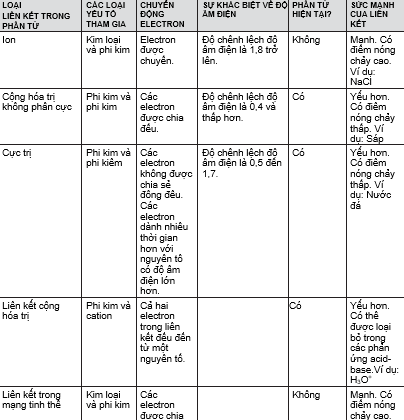 LOẠI
LIÊN KẾT TRONG
PHÂN TỬ
CÁC LOẠI
YẾU TỐ
THAM GIA
CHUYỂN
ĐỘNG
ELECTRON
SỰ KHÁC BIỆT VỀ ĐỘ
ÂM ĐIỆN
PHÂN TỬ
HIỆN TẠI?
SỨC MẠNH
CỦA LIÊN
KẾT
Ion
Kim loại
và phi kim
Electron
được
chuyển.
Độ chênh lệch độ
âm điện là 1,8 trở
lên.
Không
Mạnh. Có
điểm nóng
chảy cao.
Ví dụ:
NaCl
Cộng hóa trị
không phân cực
Phi kim và
phi kim
Các
electron
được chia
đều.
Độ chênh lệch độ
âm điện là 0,4 và
thấp hơn.
Có
Yếu hơn.
Có điểm
nóng chảy
thấp. Ví
dụ: Sáp
Cực trị
Phi kim và
phi kiểm
Các
electron
không được
chia sẻ
đồng đều.
Các
electron
dành nhiều
thời gian
hơn với
nguyên tố
có độ âm
điện lớn
hơn.
Độ chênh lệch độ
âm điện là 0,5 đến
1,7.
Có
Yếu hơn.
Có điểm
nóng chảy
thấp. Ví
dụ: Nước
đá
Liên kết cộng
hóa trị
Phi kim và
cation
Cả hai
electron
trong liên
kết đều đến
từ một
nguyên tố.
Có
Yếu hơn.
Có thể
được loại
bỏ trong
các phản
ứng acid-
base.Ví dụ:
H₃O⁺
Liên kết trong
mạng tinh thể
Kim loại
và phi kim
Các
electron
được chia
Không
Mạnh. Có
điểm nóng
chảy cao.